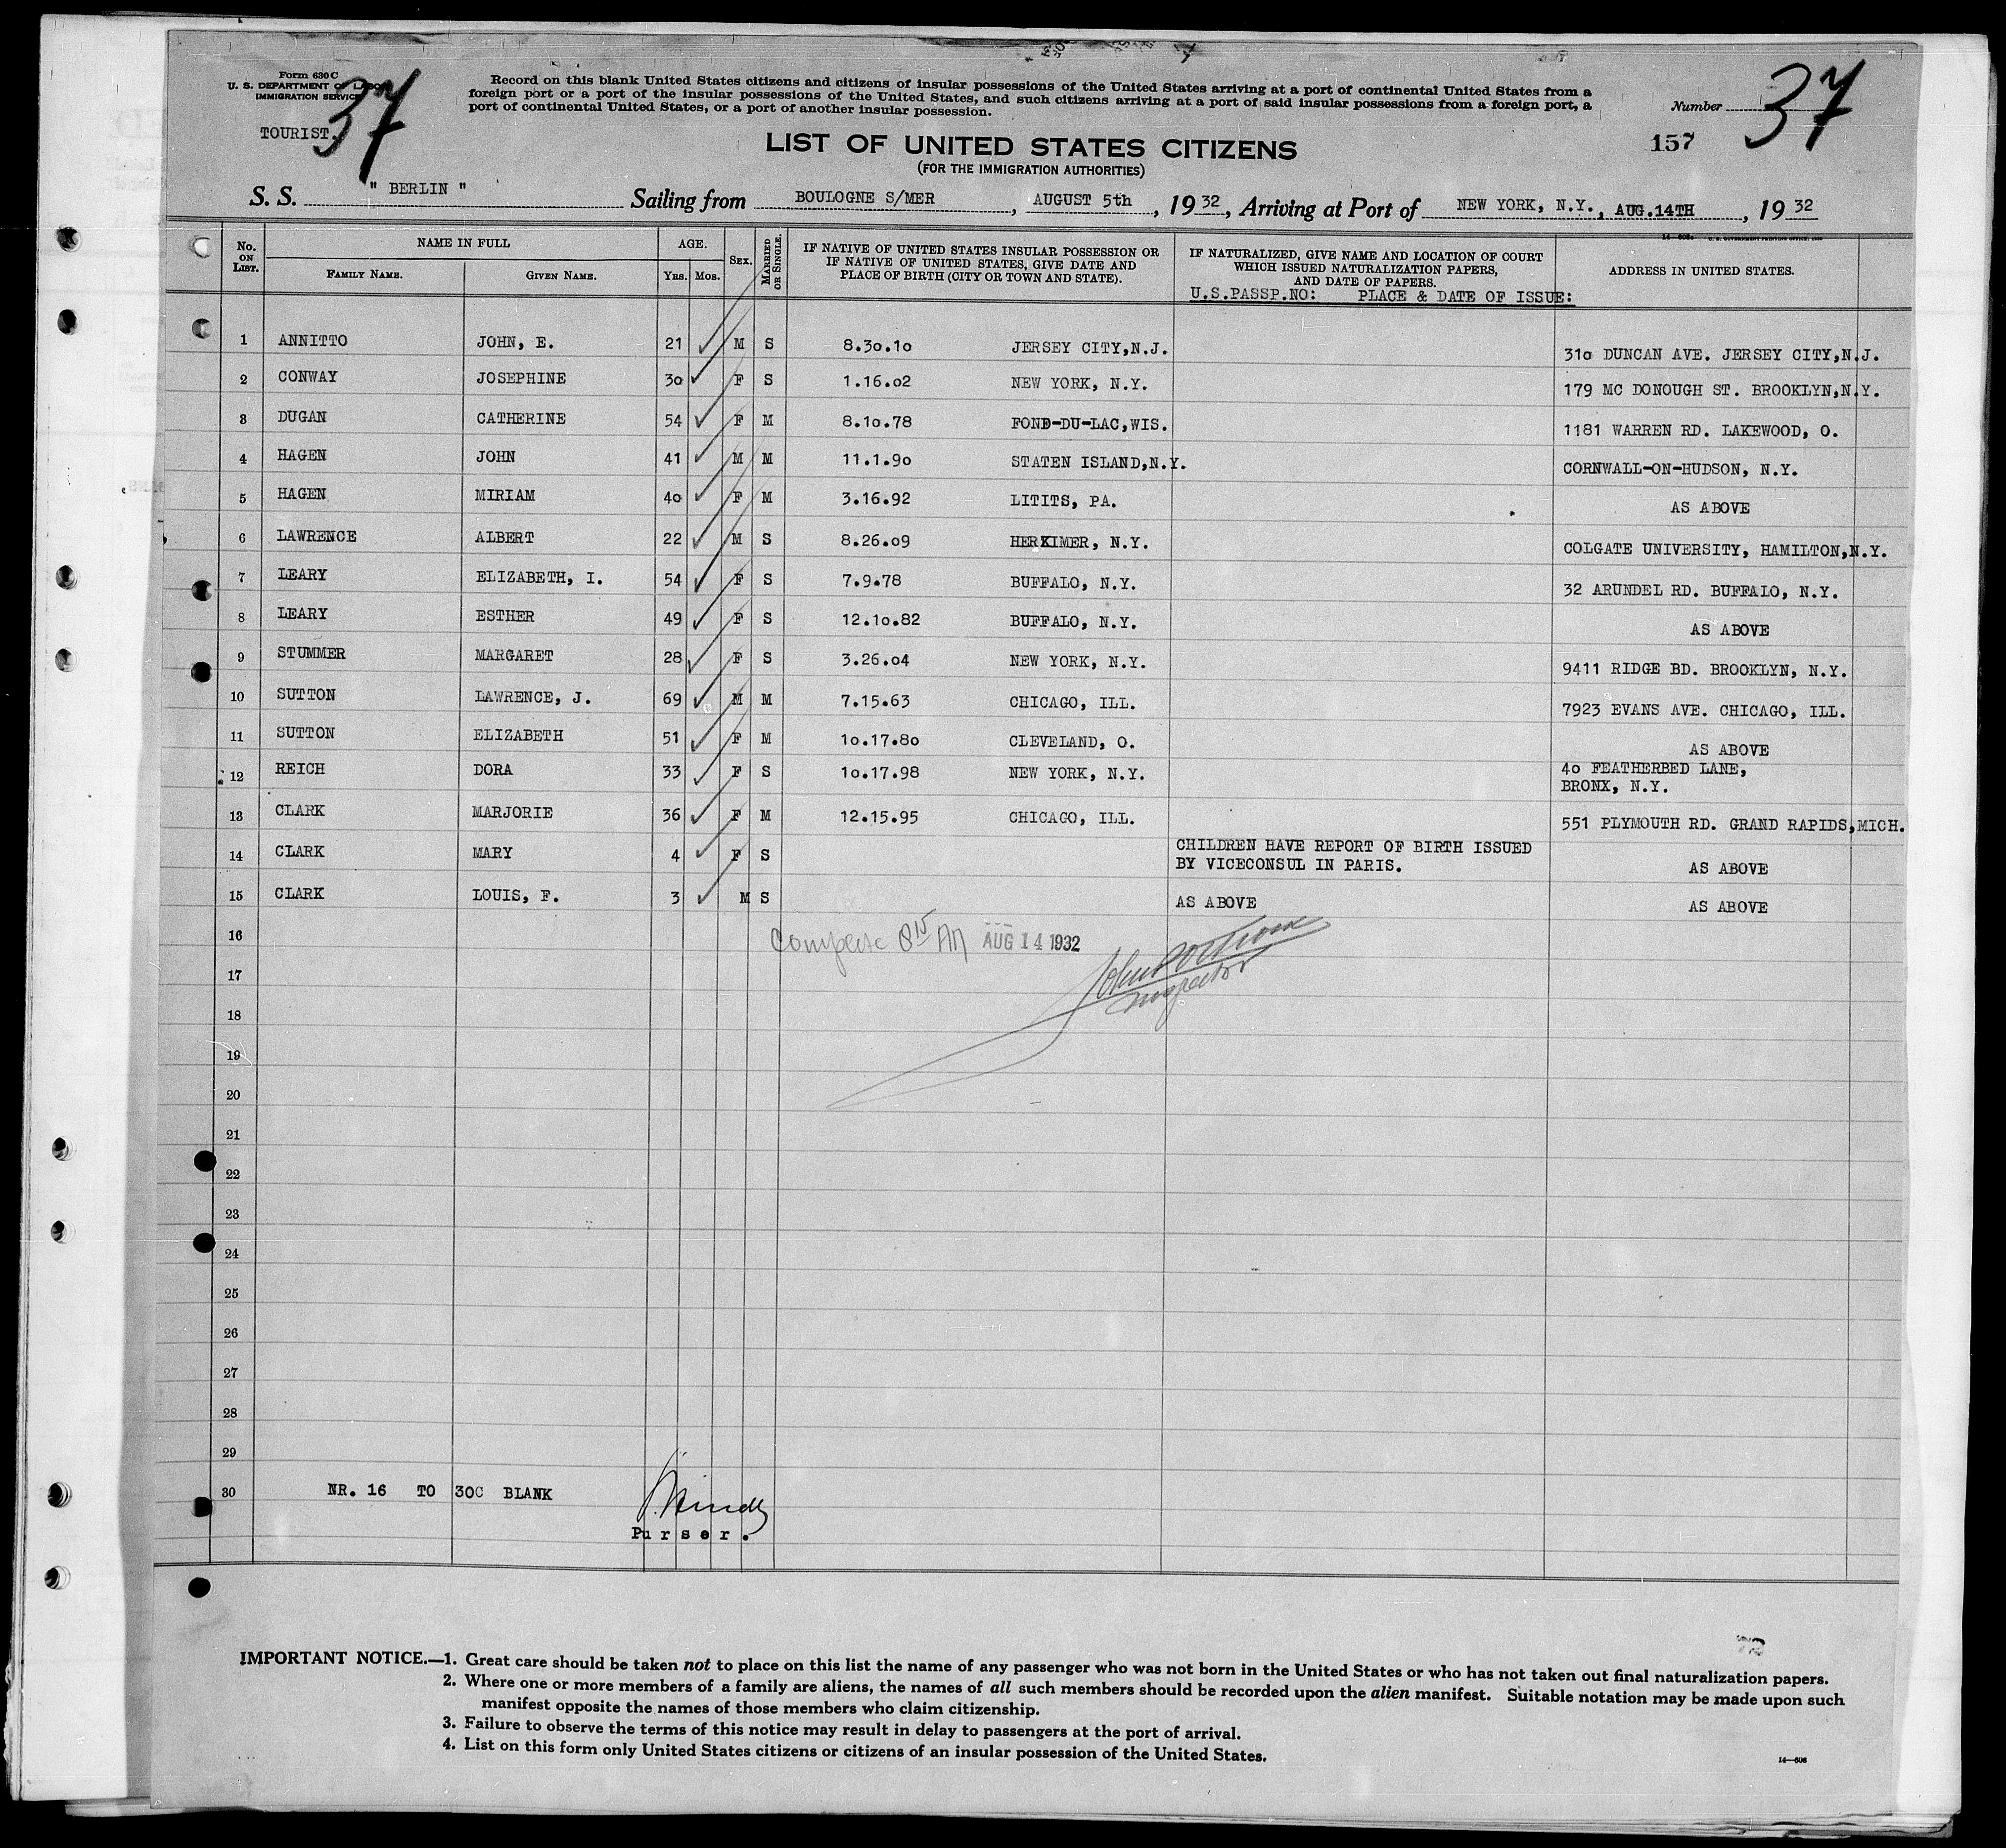 Form 630 C
U. S. DEPARTMENT OF LABOR
IMMIGRATION SERVICE
TOURIST.
37
Record on this blank United States citizens and citizens of insular possessions of the United States arriving at a port of continental United States from a
foreign port or a port of the insular possessions of the United States, and such citizens arriving at a port of said insular possessions from a foreign port, a
port of continental United States, or a port of another insular possession.
Number 37
157
LIST OF UNITED STATES CITIZENS
(FOR THE IMMIGRATION AUTHORITIES)
S. S. " BERLIN " Sailing from BOULOGNE S/MER, AUGUST 5th, 1932, Arriving at Port of NEW YORK, N.Y., AUG.14TH, 1932
No. ON LIST. NAME IN FULL AGE. SEX. MARRIED OR SINGLE. IF NATIVE OF UNITED STATES INSULAR POSSESSION OR IF NATIVE OF UNITED STATES, GIVE DATE AND PLACE OF BIRTH (CITY OR TOWN AND STATE). IF NATURALIZED, GIVE NAME AND LOCATION OF COURT WHICH ISSUED NATURALIZATION PAPERS, AND DATE OF PAPERS. ADDRESS IN UNITED STATES.
FAMILY NAME. GIVEN NAME. YRS. MOS.
U.S.PASSP.NO: PLACE & DATE OF ISSUE:
1 ANNITTO JOHN, E. 21 M S 8.30.10 JERSEY CITY,N.J. 310 DUNCAN AVE. JERSEY CITY,N.J.
2 CONWAY JOSEPHINE 30 F S 1.16.02 NEW YORK, N.Y. 179 MC DONOUGH ST. BROOKLYN,N.Y.
3 DUGAN CATHERINE 54 F M 8.10.78 FOND-DU-LAC,WIS. 1181 WARREN RD. LAKEWOOD, O.
4 HAGEN JOHN 41 M M 11.1.90 STATEN ISLAND,N.Y. CORNWALL-ON-HUDSON, N.Y.
5 HAGEN MIRIAM 40 F M 3.16.92 LITITS, PA. AS ABOVE
6 LAWRENCE ALBERT 22 M S 8.26.09 HERKIMER, N.Y. COLGATE UNIVERSITY, HAMILTON,N.Y.
7 LEARY ELIZABETH, I. 54 F S 7.9.78 BUFFALO, N.Y. 32 ARUNDEL RD. BUFFALO, N.Y.
8 LEARY ESTHER 49 F S 12.10.82 BUFFALO, N.Y. AS ABOVE
9 STUMMER MARGARET 28 F S 3.26.04 NEW YORK, N.Y. 9411 RIDGE BD. BROOKLYN, N.Y.
10 SUTTON LAWRENCE, J. 69 M M 7.15.63 CHICAGO, ILL. 7923 EVANS AVE. CHICAGO, ILL.
11 SUTTON ELIZABETH 51 F M 10.17.80 CLEVELAND, O. AS ABOVE
12 REICH DORA 33 F S 10.17.98 NEW YORK, N.Y. 40 FEATHERBED LANE,
BRONX, N.Y.
13 CLARK MARJORIE 36 F M 12.15.95 CHICAGO, ILL. 551 PLYMOUTH RD. GRAND RAPIDS,MICH.
14 CLARK MARY 4 F S CHILDREN HAVE REPORT OF BIRTH ISSUED
BY VICECONSUL IN PARIS. AS ABOVE
15 CLARK LOUIS, F. 3 M S AS ABOVE AS ABOVE
16 Complete AM AUG 14 1932
Inspector
17
18
19
20
21
22
23
24
25
26
27
28
29
30 NR. 16 TO 30 BLANK
Purser.
IMPORTANT NOTICE.—1. Great care should be taken not to place on this list the name of any passenger who was not born in the United States or who has not taken out final naturalization papers.
2. Where one or more members of a family are aliens, the names of all such members should be recorded upon the alien manifest. Suitable notation may be made upon such
manifest opposite the names of those members who claim citizenship.
3. Failure to observe the terms of this notice may result in delay to passengers at the port of arrival.
4. List on this form only United States citizens or citizens of an insular possession of the United States.
14—606